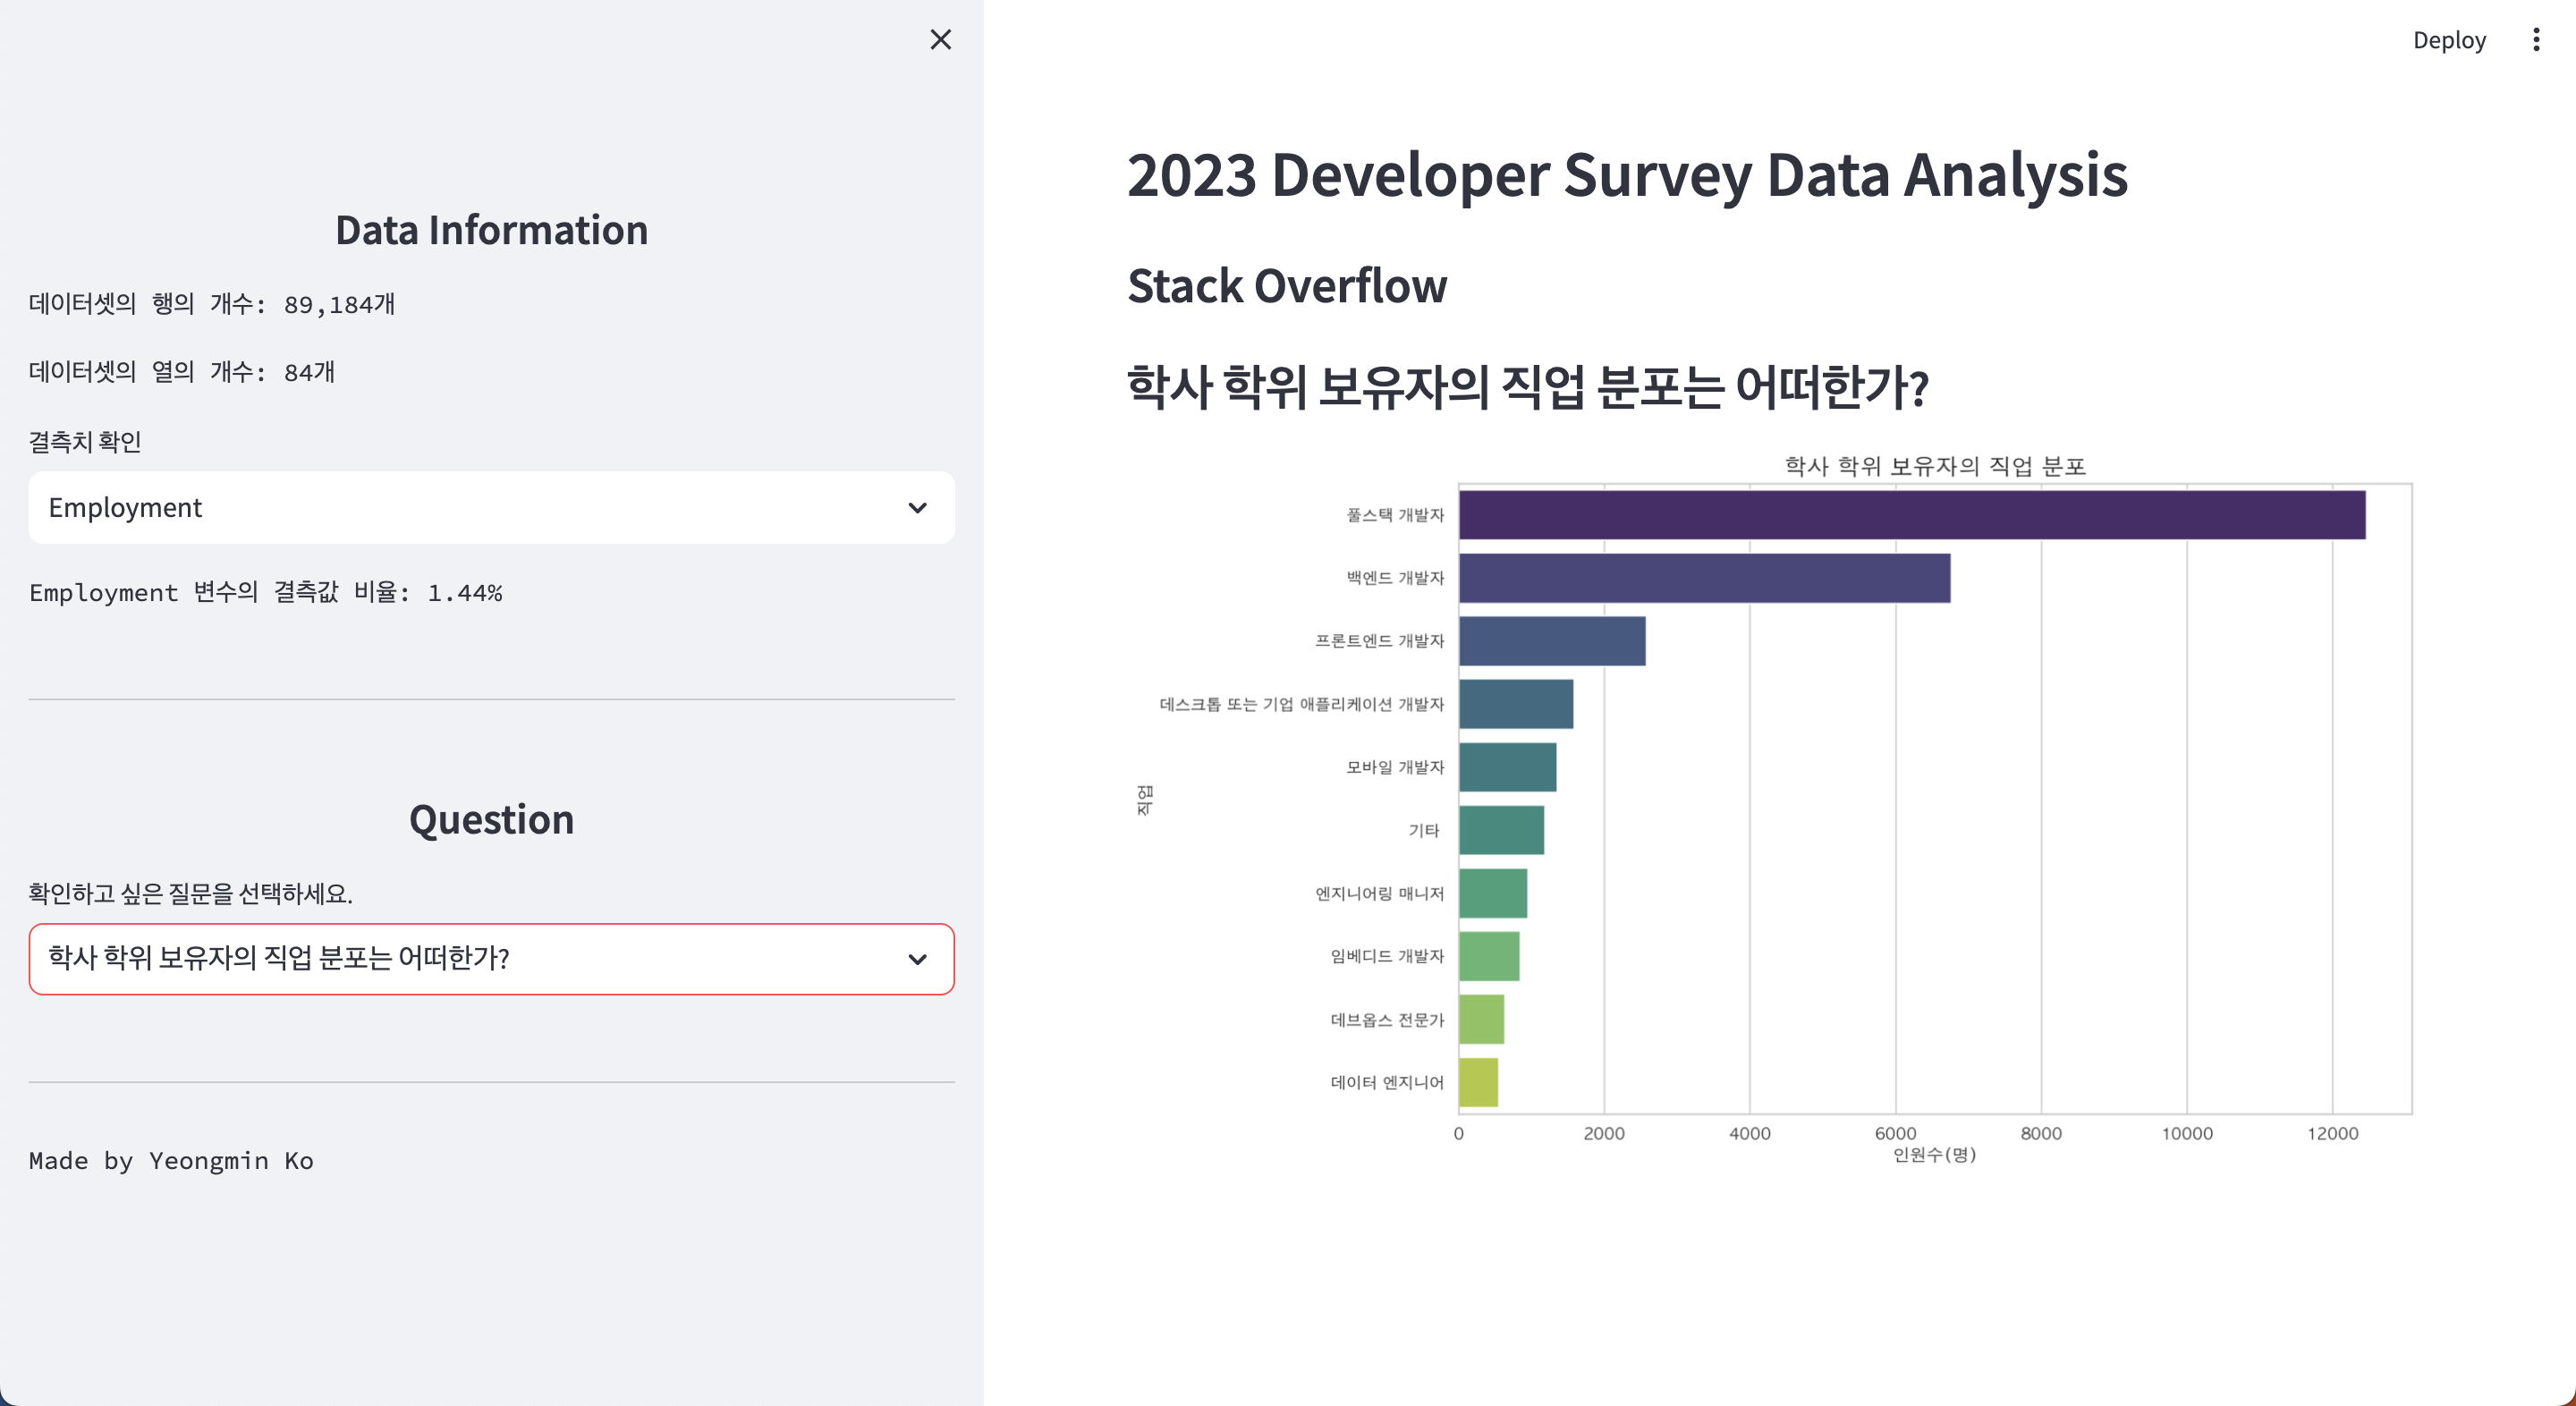 Deploy
Data Information
데이터셋의 행의 개수: 89,184개
데이터셋의 열의 개수: 84개
결측치 확인
Employment
Employment 변수의 결측값 비율: 1.44%
Question
확인하고 싶은 질문을 선택하세요.
학사 학위 보유자의 직업 분포는 어떠한가?
Made by Yeongmin Ko
2023 Developer Survey Data Analysis
Stack Overflow
학사 학위 보유자의 직업 분포는 어떠한가?
학사 학위 보유자의 직업 분포
풀스택 개발자
백엔드 개발자
프론트엔드 개발자
데스크톱 또는 기업 애플리케이션 개발자
모바일 개발자
기타
엔지니어링 매니저
임베디드 개발자
데브옵스 전문가
데이터 엔지니어
직업
0 2000 4000 6000 8000 10000 12000
인원수(명)